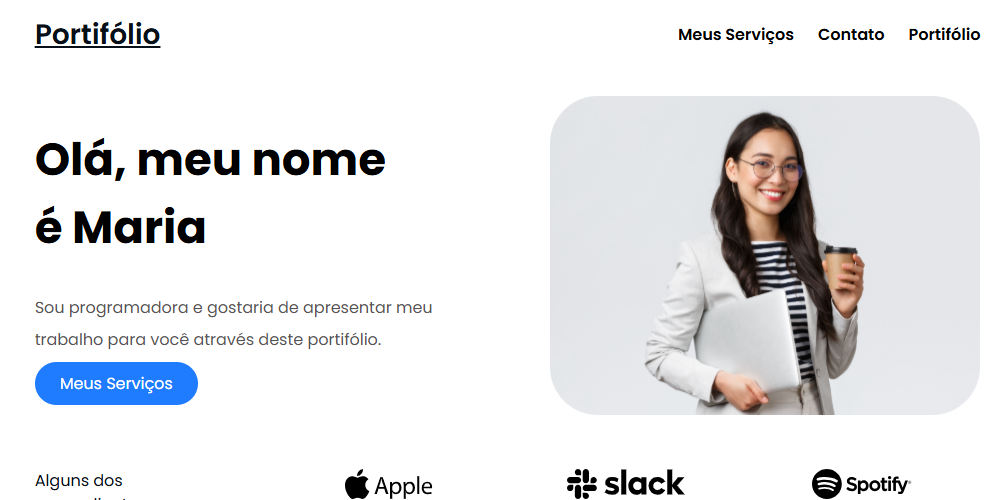 Portifólio
Meus Serviços Contato Portifólio
Olá, meu nome
é Maria
Sou programadora e gostaria de apresentar meu
trabalho para você através deste portifólio.
Meus Serviços
Alguns dos
Apple
slack
Spotify